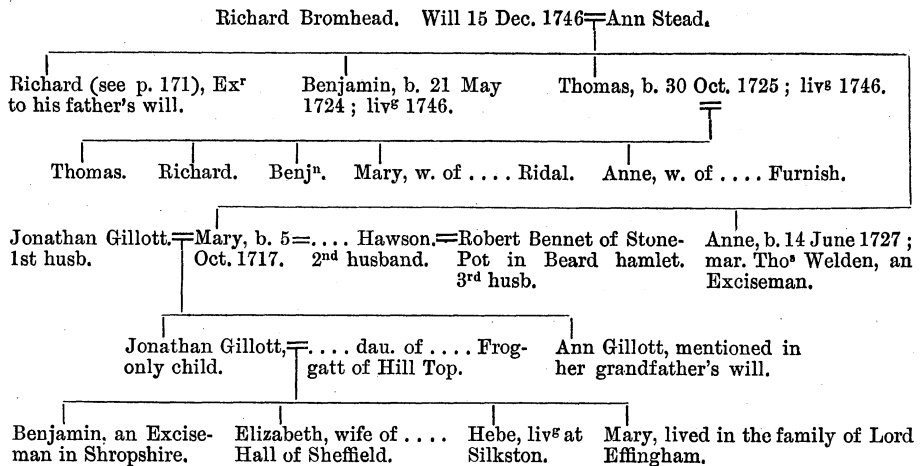 Richard Bromhead. Will 15 Dec. 1746=Ann Stead.
Richard (see p. 171), Exʳ
to his father's will.
Benjamin, b. 21 May
1724 ; livᵍ 1746.
Thomas, b. 30 Oct. 1725 ; livᵍ 1746.
=
Thomas. Richard. Benjⁿ. Mary, w. of .... Ridal. Anne, w. of .... Furnish.
Jonathan Gillott.=
1st husb.
Mary, b. 5
Oct. 1717.
=.... Hawson.
2ⁿᵈ husband.
=Robert Bennet of Stone-
Pot in Beard hamlet.
3ʳᵈ husb.
Anne, b. 14 June 1727 ;
mar. Thoˢ Welden, an
Exciseman.
Jonathan Gillott,=
only child.
.... dau. of .... Frog-
gatt of Hill Top.
Ann Gillott, mentioned in
her grandfather's will.
Benjamin, an Excise-
man in Shropshire.
Elizabeth, wife of ....
Hall of Sheffield.
Hebe, livᵍ at
Silkston.
Mary, lived in the family of Lord
Effingham.